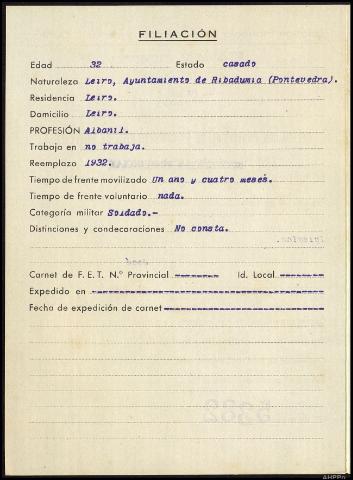 FILIACIÓN
Edad 32 Estado casado
Naturaleza Leiro, Ayuntamiento de Ribadumia (Pontevedra).
Residencia Leiro.
Domicilio Leiro.
PROFESIÓN Albanil.
Trabaja en no trabaja.
Reemplazo 1932.
Tiempo de frente movilizado Un ano y cuatro meses.
Tiempo de frente voluntario nada.
Categoría militar Soldado.-
Distinciones y condecoraciones No consta.
Carnet de F. E. T. N.º Provincial -------- Id. Local --------
Expedido en --------
Fecha de expedición de carnet --------
AHPPo